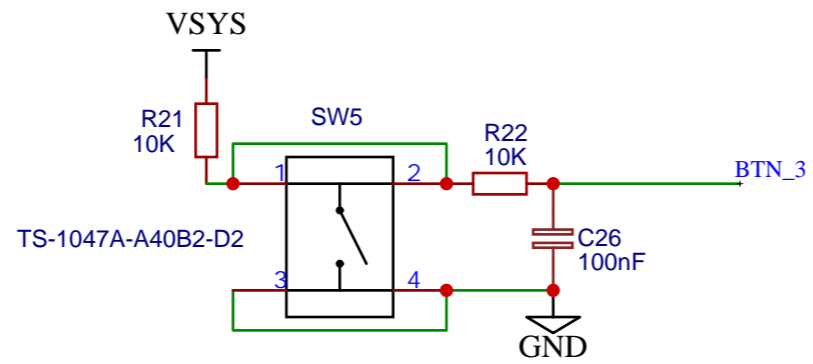 VSYS
R21
10K
SW5
R22
10K
1
2
BTN_3
TS-1047A-A40B2-D2
C26
100nF
3
4
GND